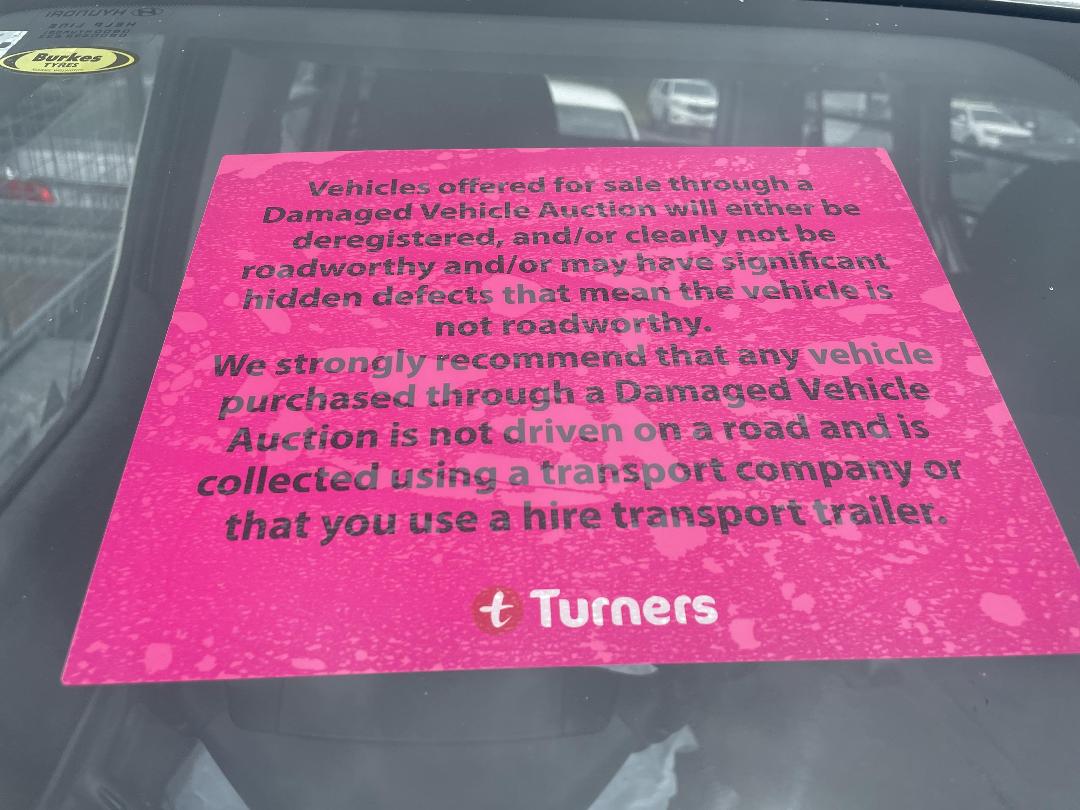 HYUNDAI
HELP LINE
Burkes
TYRES
Vehicles offered for sale through a
Damaged Vehicle Auction will either be
deregistered, and/or clearly not be
roadworthy and/or may have significant
hidden defects that mean the vehicle is
not roadworthy.
We strongly recommend that any vehicle
purchased through a Damaged Vehicle
Auction is not driven on a road and is
collected using a transport company or
that you use a hire transport trailer.
t Turners